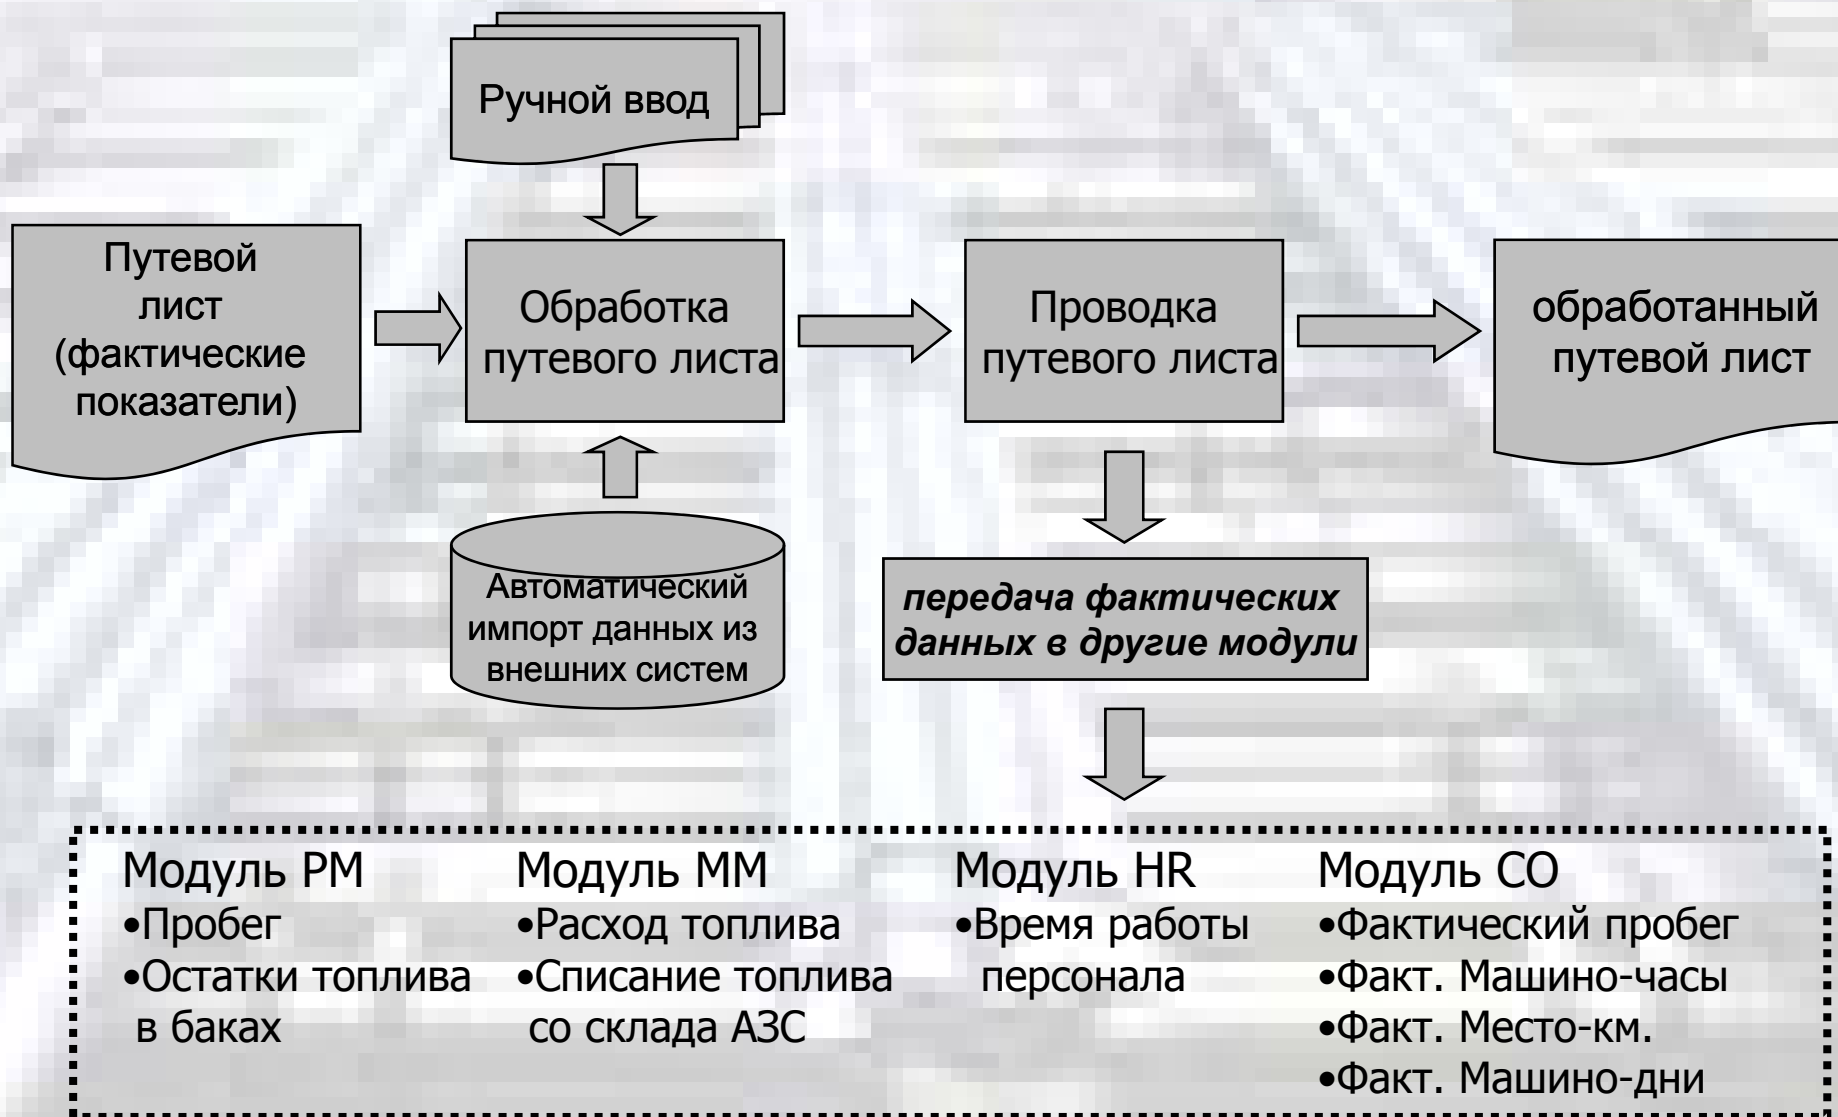 Ручной ввод
Путевой
лист
(фактические
показатели)
Обработка
путевого листа
Проводка
путевого листа
обработанный
путевой лист
Автоматический
импорт данных из
внешних систем
передача фактических
данных в другие модули
Модуль PM
•Пробег
•Остатки топлива
в баках
Модуль MM
•Расход топлива
•Списание топлива
со склада АЗС
Модуль HR
•Время работы
персонала
Модуль CO
•Фактический пробег
•Факт. Машино-часы
•Факт. Место-км.
•Факт. Машино-дни